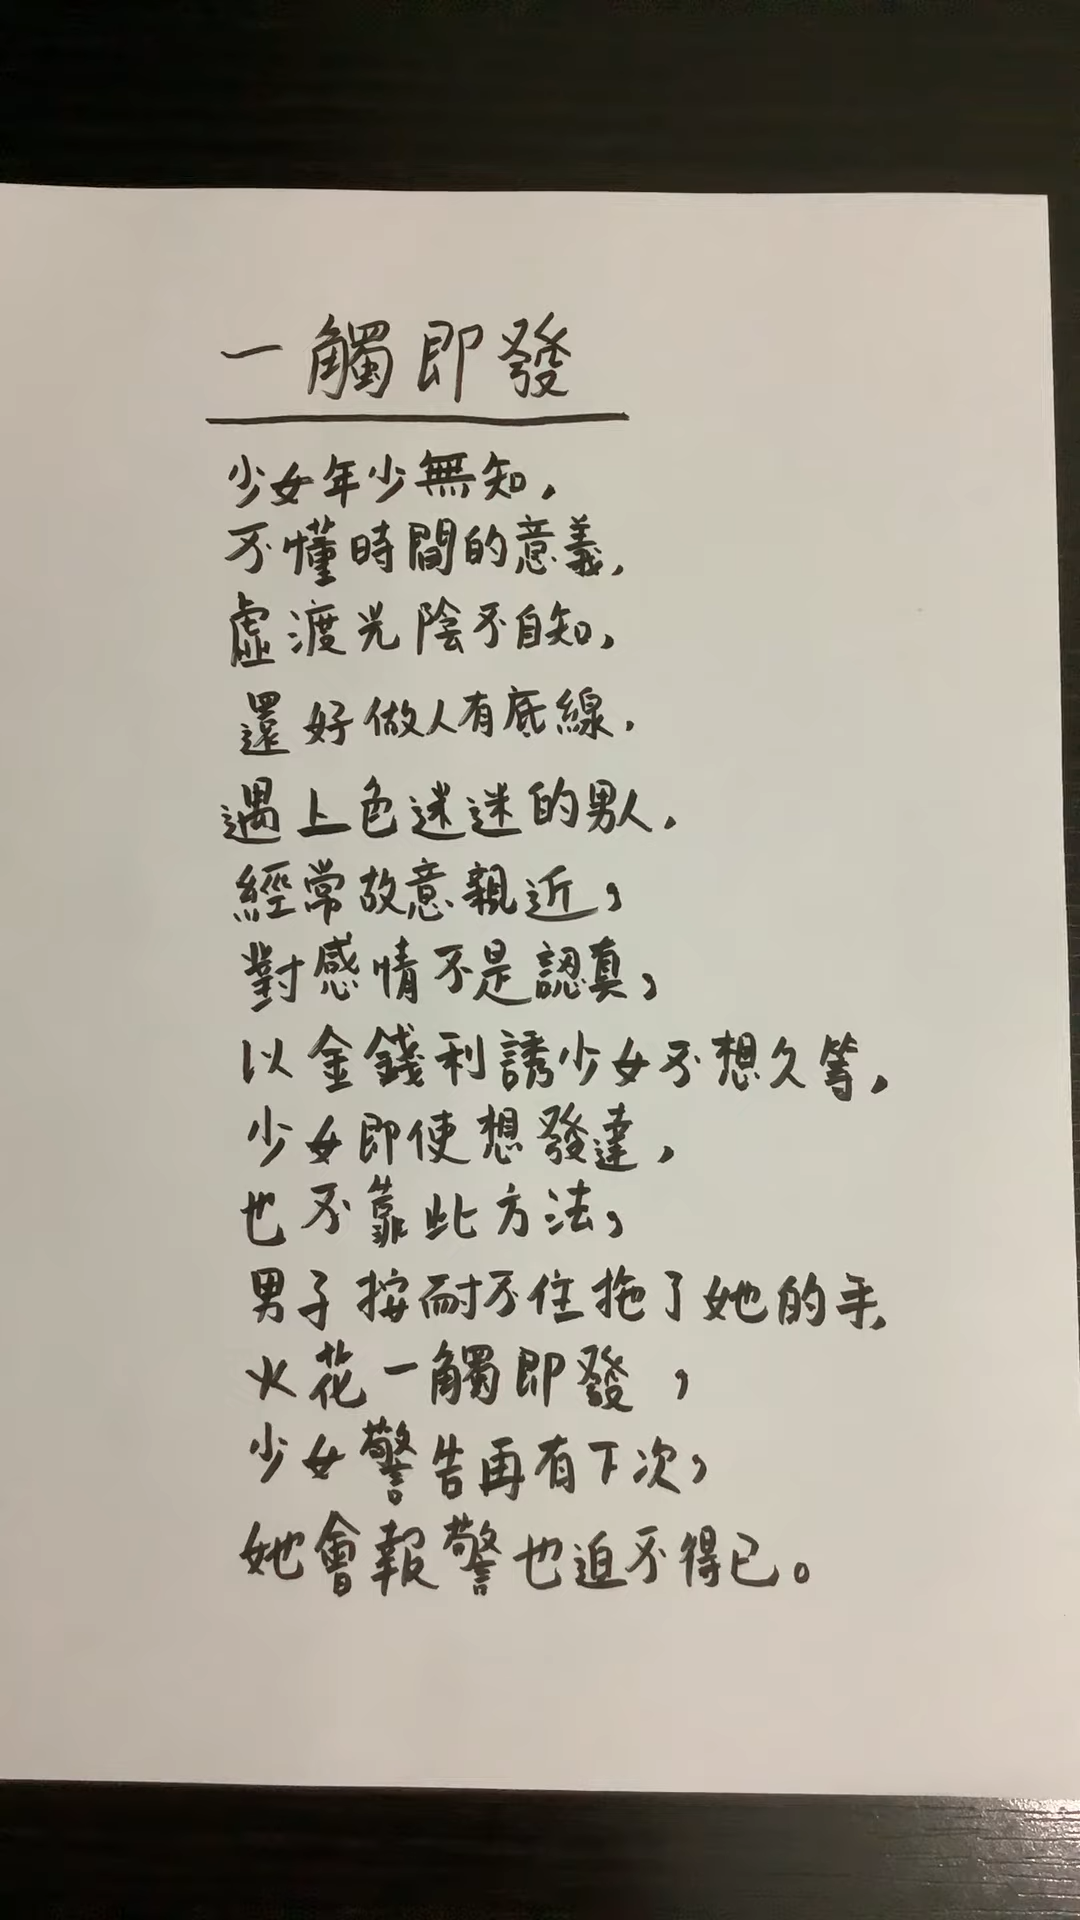 一觸即發
少女年少無知,
不懂時間的意義,
虛渡光陰不自知,
還好做人有底線,
遇上色迷迷的男人,
經常故意親近,
對感情不是認真,
以金錢利誘少女不想久等,
少女即使想發達,
也不靠此方法,
男子按耐不住拖了她的手,
火花一觸即發,
少女警告再有下次,
她會報警也迫不得已。